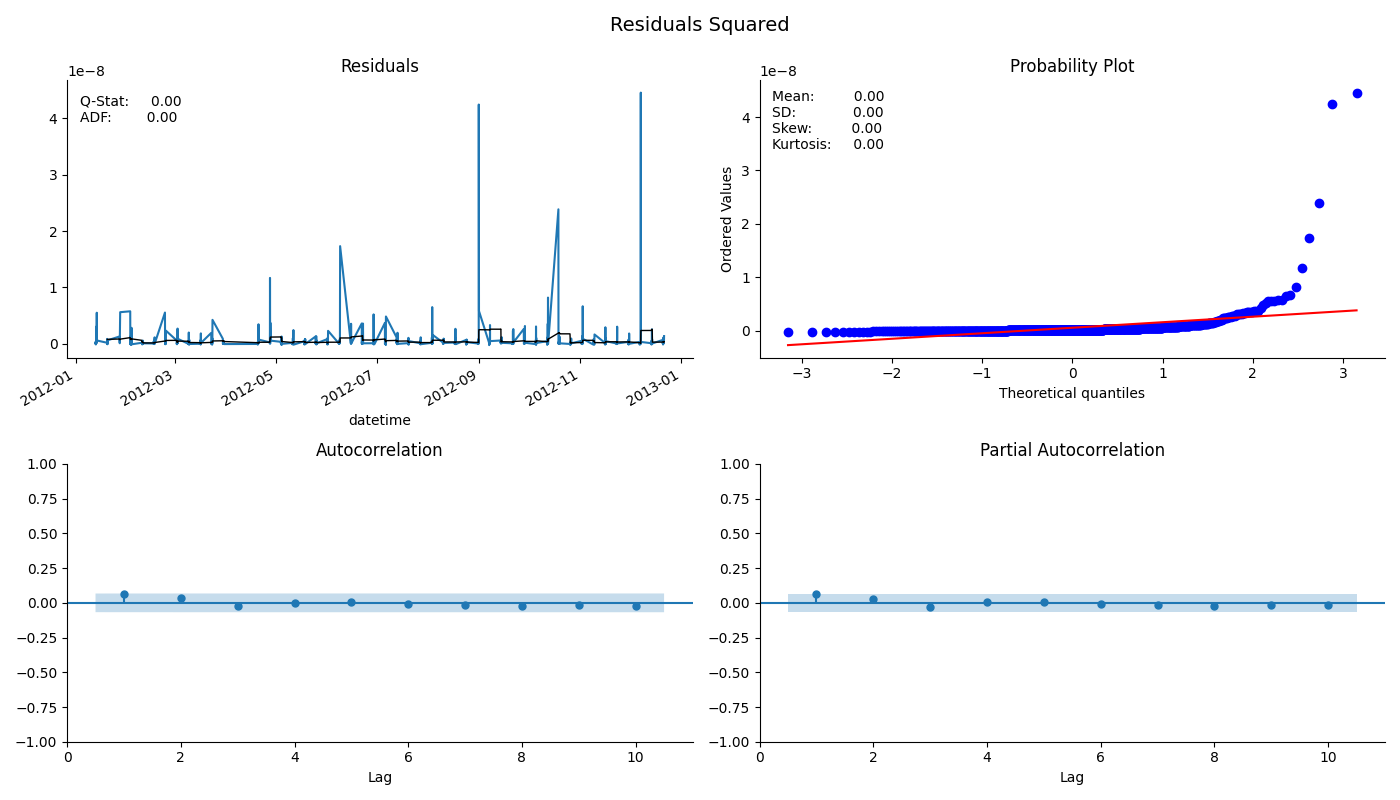 Residuals Squared
Residuals
1e−8
Q-Stat: 0.00
ADF: 0.00
4
3
2
1
0
2012-01
2012-03
2012-05
2012-07
2012-09
2012-11
2013-01
datetime
Probability Plot
1e−8
Mean: 0.00
SD: 0.00
Skew: 0.00
Kurtosis: 0.00
Ordered Values
4
3
2
1
0
−3 −2 −1 0 1 2 3
Theoretical quantiles
Autocorrelation
1.00
0.75
0.50
0.25
0.00
−0.25
−0.50
−0.75
−1.00
0 2 4 6 8 10
Lag
Partial Autocorrelation
1.00
0.75
0.50
0.25
0.00
−0.25
−0.50
−0.75
−1.00
0 2 4 6 8 10
Lag